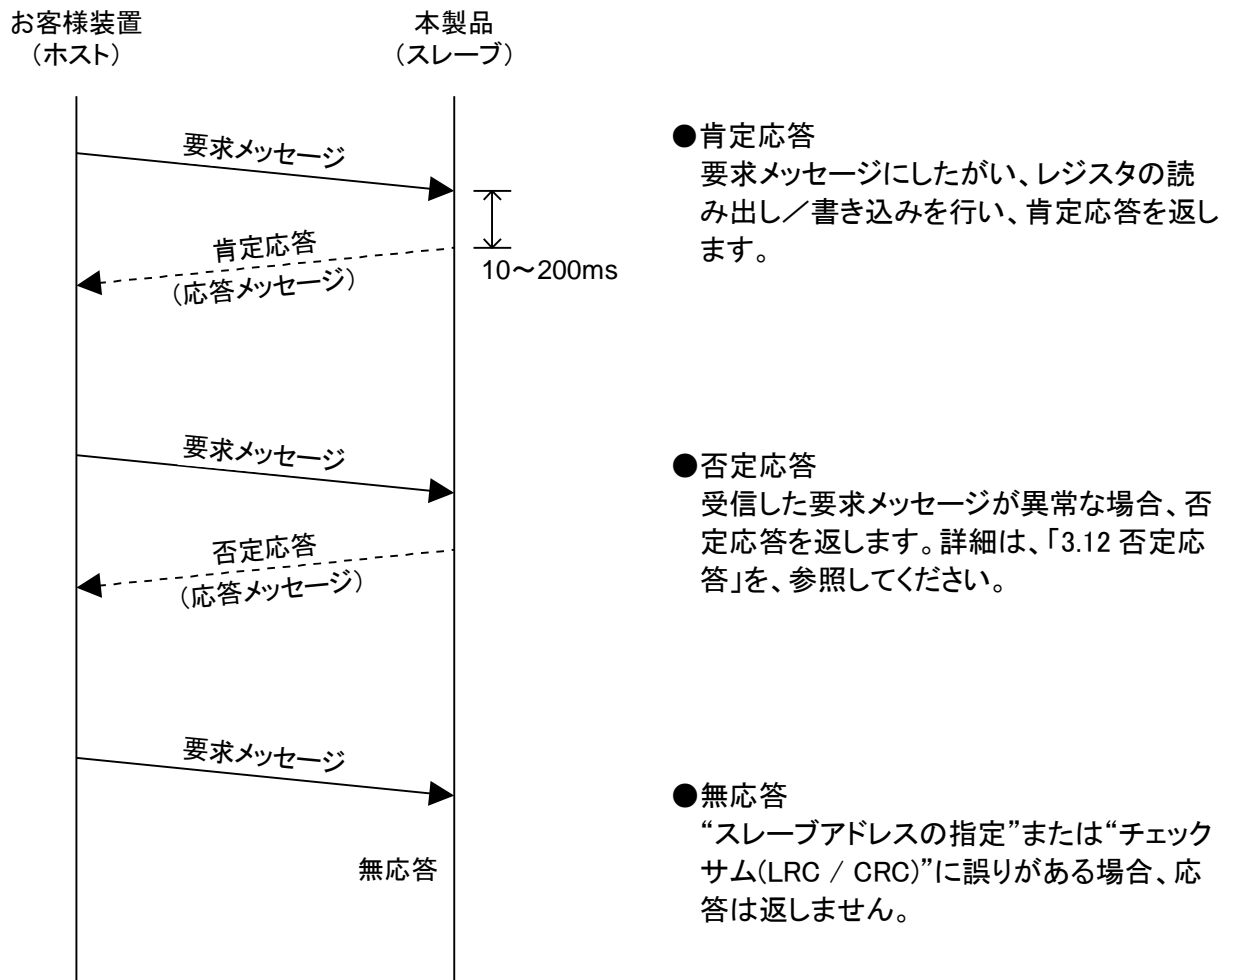 お客様装置
（ホスト）
本製品
（スレーブ）
要求メッセージ
肯定応答
（応答メッセージ）
10～200ms
●肯定応答
要求メッセージにしたがい、レジスタの読
み出し／書き込みを行い、肯定応答を返し
ます。
要求メッセージ
否定応答
（応答メッセージ）
●否定応答
受信した要求メッセージが異常な場合、否
定応答を返します。詳細は、「3.12 否定応
答」を、参照してください。
要求メッセージ
無応答
●無応答
“スレーブアドレスの指定”または“チェック
サム(LRC / CRC)”に誤りがある場合、応
答は返しません。